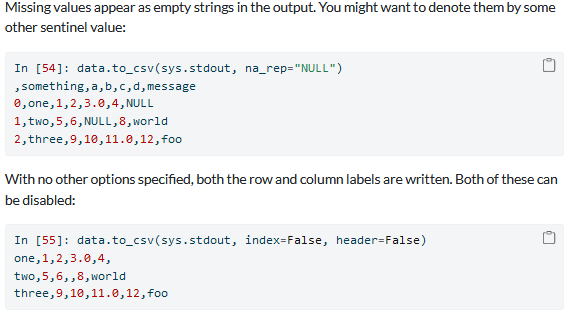 Missing values appear as empty strings in the output. You might want to denote them by some
other sentinel value:
In [54]: data.to_csv(sys.stdout, na_rep="NULL")
,something,a,b,c,d,message
0,one,1,2,3.0,4,NULL
1,two,5,6,NULL,8,world
2,three,9,10,11.0,12,foo
With no other options specified, both the row and column labels are written. Both of these can
be disabled:
In [55]: data.to_csv(sys.stdout, index=False, header=False)
one,1,2,3.0,4,
two,5,6,,8,world
three,9,10,11.0,12,foo